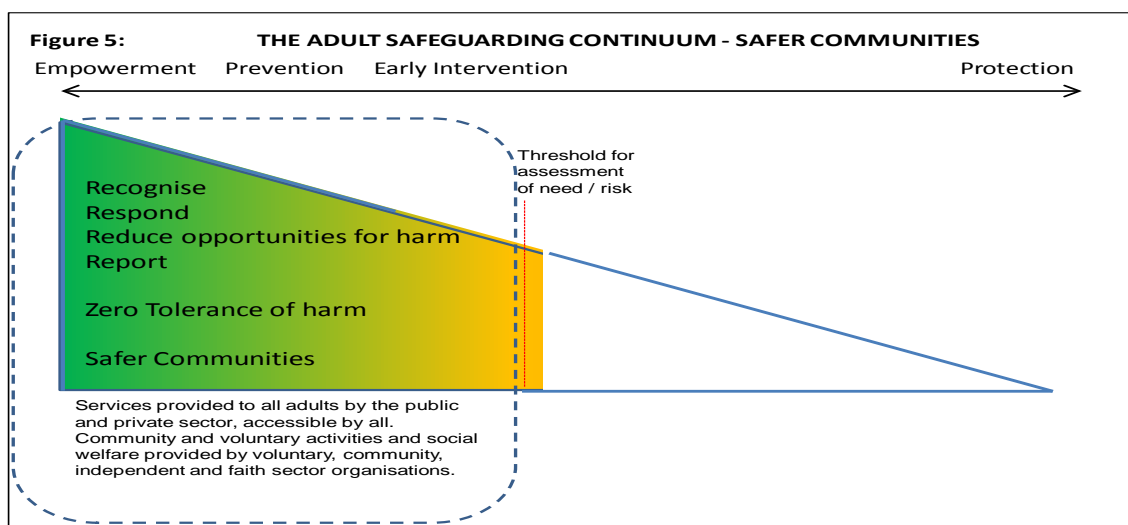 Figure 5: THE ADULT SAFEGUARDING CONTINUUM - SAFER COMMUNITIES
Empowerment Prevention Early Intervention Protection
Threshold for
assessment
of need / risk
Recognise
Respond
Reduce opportunities for harm
Report
Zero Tolerance of harm
Safer Communities
Services provided to all adults by the public
and private sector, accessible by all.
Community and voluntary activities and social
welfare provided by voluntary, community,
independent and faith sector organisations.